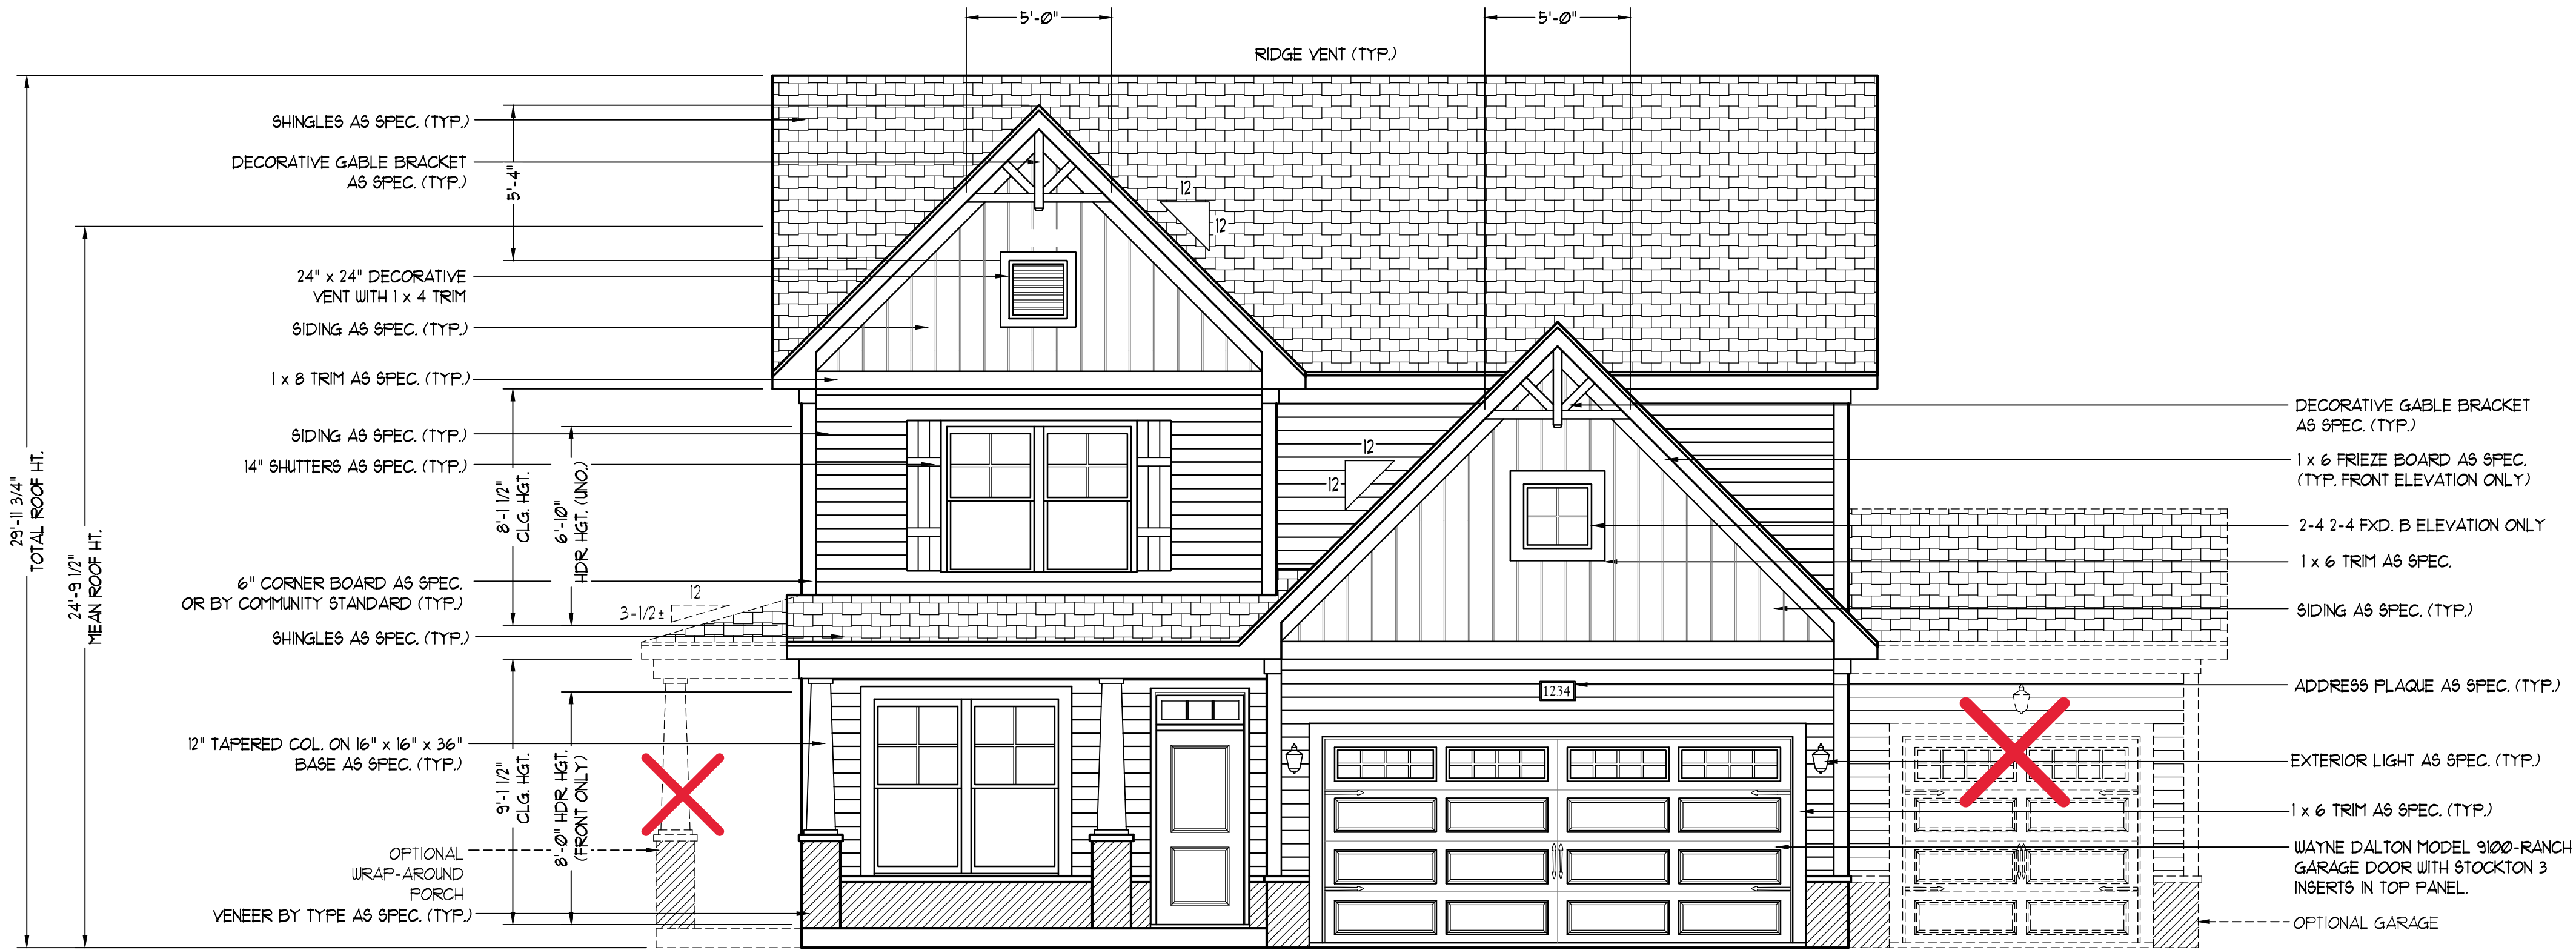 5'-0"
5'-0"
RIDGE VENT (TYP.)
SHINGLES AS SPEC. (TYP.)
DECORATIVE GABLE BRACKET
AS SPEC. (TYP.)
5'-4"
12
12
24" x 24" DECORATIVE
VENT WITH 1 x 4 TRIM
SIDING AS SPEC. (TYP.)
1 x 8 TRIM AS SPEC. (TYP.)
SIDING AS SPEC. (TYP.)
14" SHUTTERS AS SPEC. (TYP.)
8'-1 1/2"
CLG. HGT.
6'-10"
HDR. HGT. (UNO.)
29'-11 3/4"
TOTAL ROOF HT.
24'-9 1/2"
MEAN ROOF HT.
6" CORNER BOARD AS SPEC.
OR BY COMMUNITY STANDARD (TYP.)
12
3-1/2±
SHINGLES AS SPEC. (TYP.)
12" TAPERED COL. ON 16" x 16" x 36"
BASE AS SPEC. (TYP.)
9'-1 1/2"
CLG. HGT.
8'-0" HDR. HGT.
(FRONT ONLY)
OPTIONAL
WRAP-AROUND
PORCH
VENEER BY TYPE AS SPEC. (TYP.)
12
12
1234
DECORATIVE GABLE BRACKET
AS SPEC. (TYP.)
1 x 6 FRIEZE BOARD AS SPEC.
(TYP. FRONT ELEVATION ONLY)
2-4 2-4 FXD. B ELEVATION ONLY
1 x 6 TRIM AS SPEC.
SIDING AS SPEC. (TYP.)
ADDRESS PLAQUE AS SPEC. (TYP.)
EXTERIOR LIGHT AS SPEC. (TYP.)
1 x 6 TRIM AS SPEC. (TYP.)
WAYNE DALTON MODEL 9100-RANCH
GARAGE DOOR WITH STOCKTON 3
INSERTS IN TOP PANEL.
OPTIONAL GARAGE